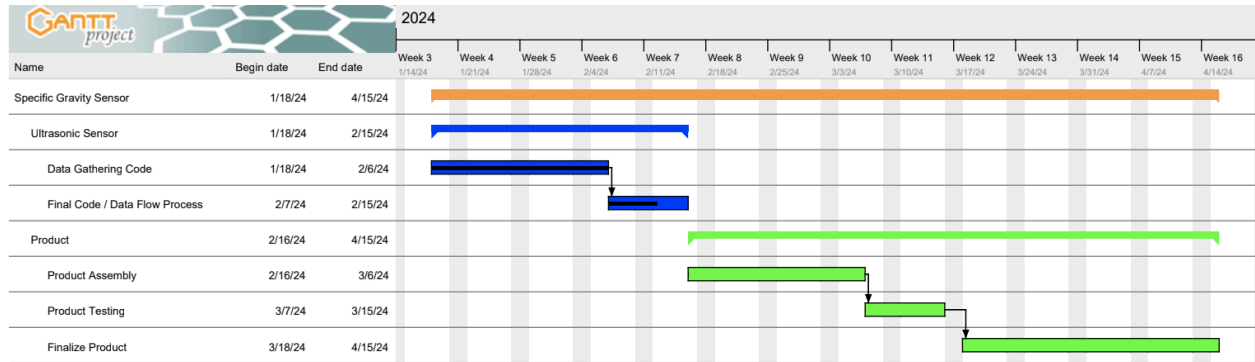 GANTT
project
2024
Name Begin date End date
Week 3 Week 4 Week 5 Week 6 Week 7 Week 8 Week 9 Week 10 Week 11 Week 12 Week 13 Week 14 Week 15 Week 16
1/14/24 1/21/24 1/28/24 2/4/24 2/11/24 2/18/24 2/25/24 3/3/24 3/10/24 3/17/24 3/24/24 3/31/24 4/7/24 4/14/24
Specific Gravity Sensor 1/18/24 4/15/24
Ultrasonic Sensor 1/18/24 2/15/24
Data Gathering Code 1/18/24 2/6/24
Final Code / Data Flow Process 2/7/24 2/15/24
Product 2/16/24 4/15/24
Product Assembly 2/16/24 3/6/24
Product Testing 3/7/24 3/15/24
Finalize Product 3/18/24 4/15/24